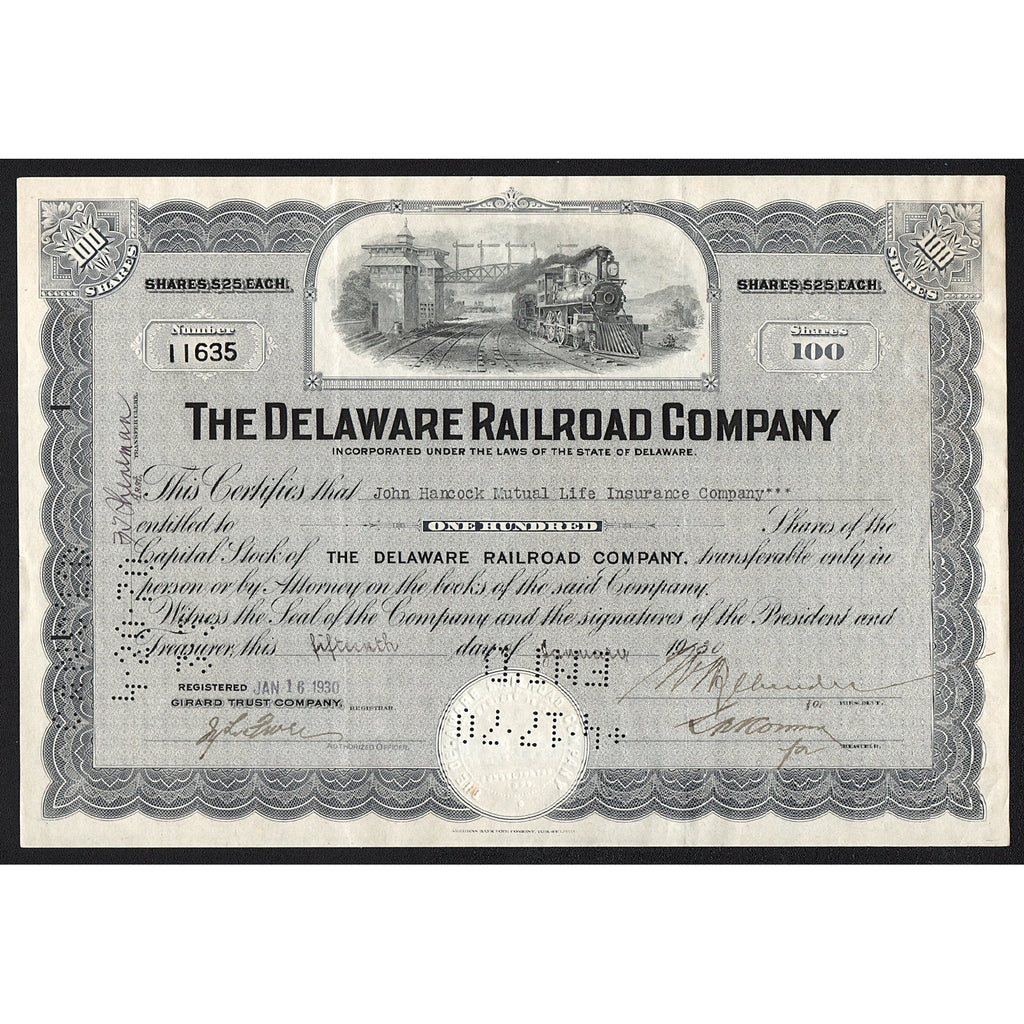 100 SHARES
100 SHARES
SHARES $25 EACH.
SHARES $25 EACH.
Number
11635
Shares
100
THE DELAWARE RAILROAD COMPANY
INCORPORATED UNDER THE LAWS OF THE STATE OF DELAWARE.
This Certifies that John Hancock Mutual Life Insurance Company***
entitled to ONE HUNDRED Shares of the
Capital Stock of THE DELAWARE RAILROAD COMPANY. transferable only in
person or by Attorney on the books of the said Company.
Witness the Seal of the Company and the signatures of the President and
Treasurer, this fifteenth day of January 1930
REGISTERED JAN 16 1930
GIRARD TRUST COMPANY, REGISTRAR.
AUTHORIZED OFFICER.
for PRESIDENT.
for TREASURER.
TRANSFER CLERK.